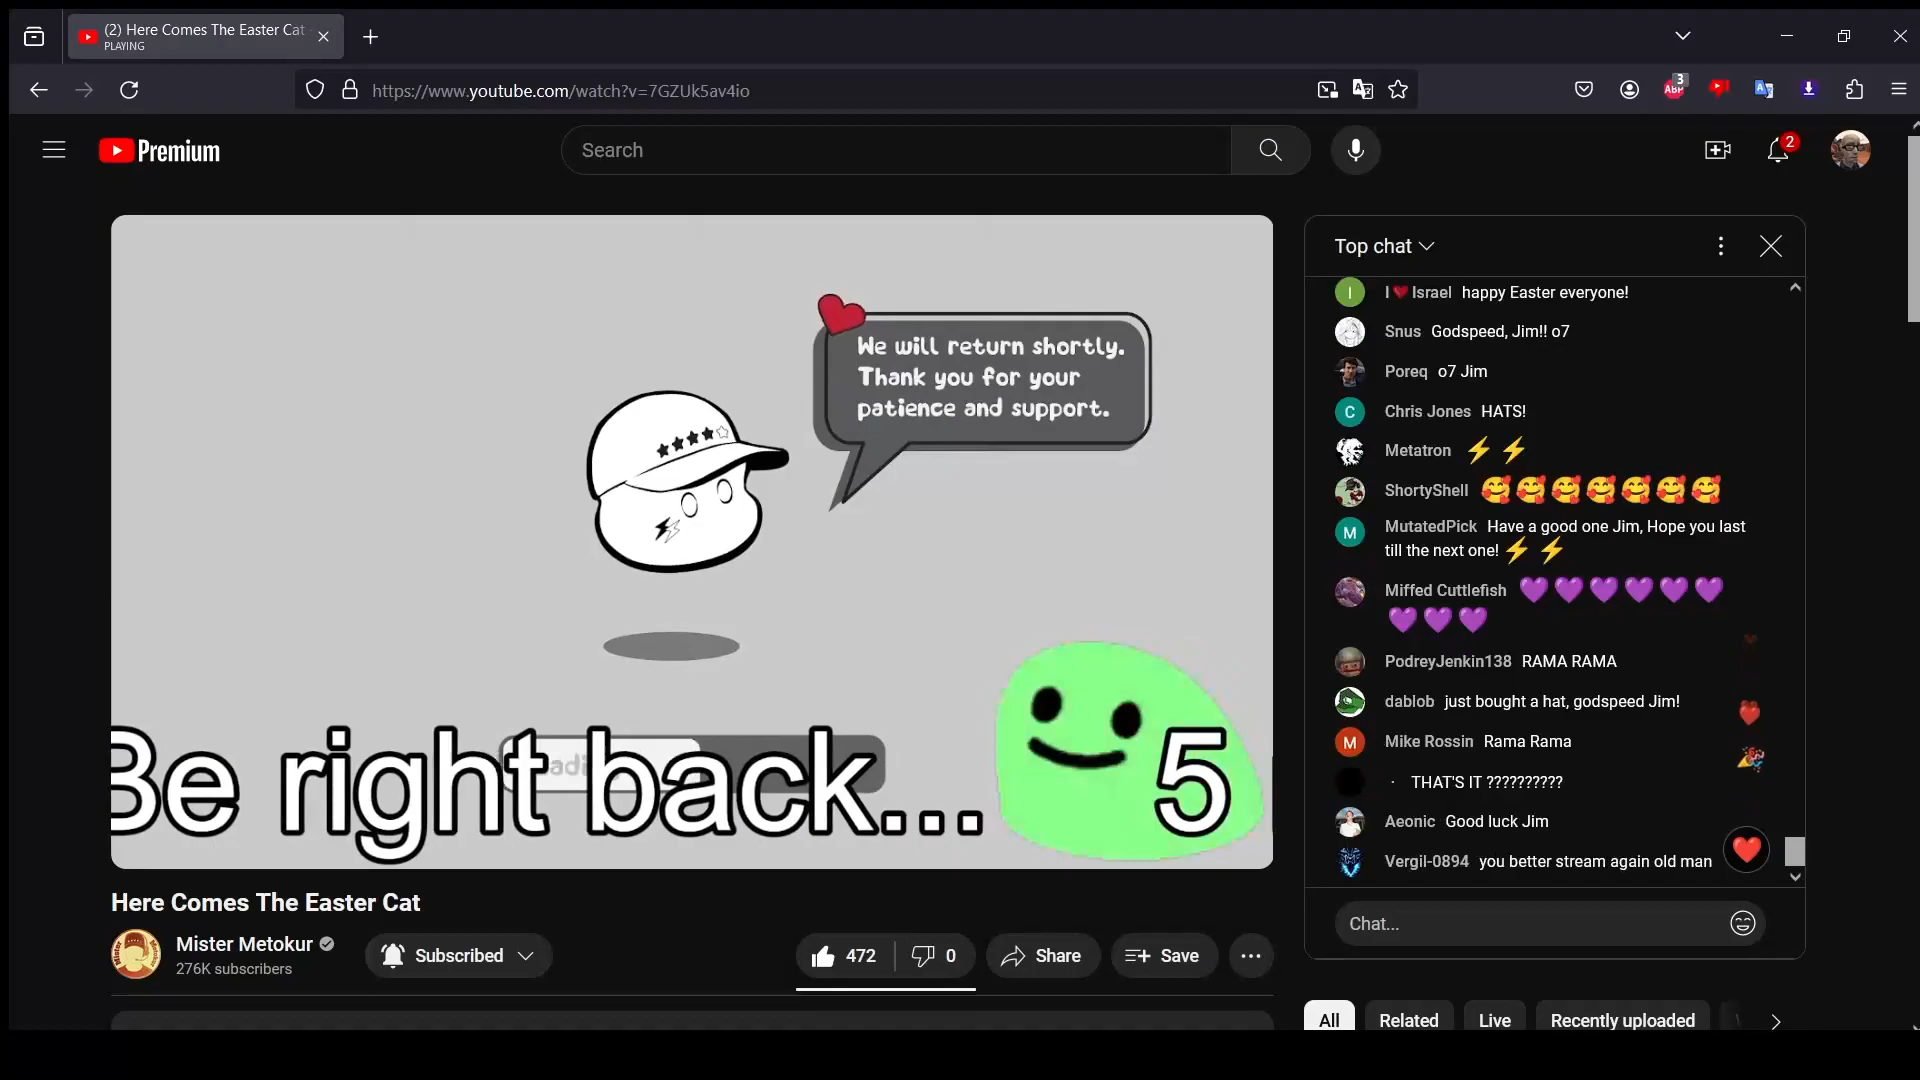 (2) Here Comes The Easter Cat
PLAYING
https://www.youtube.com/watch?v=7GZUk5av4io
3
ABP
Premium
Search
2
We will return shortly.
Thank you for your
patience and support.
Be right back... 5
Here Comes The Easter Cat
Mister Metokur
276K subscribers
Subscribed
472
0
Share
Save
Top chat
I
I❤️Israel happy Easter everyone!
Snus Godspeed, Jim!! o7
Poreq o7 Jim
C
Chris Jones HATS!
Metatron ⚡ ⚡
ShortyShell 🥰 🥰 🥰 🥰 🥰 🥰 🥰
M
MutatedPick Have a good one Jim, Hope you last
till the next one! ⚡ ⚡
Miffed Cuttlefish 💜 💜 💜 💜 💜 💜
💜 💜 💜
PodreyJenkin138 RAMA RAMA
dablob just bought a hat, godspeed Jim!
M
Mike Rossin Rama Rama
· THAT'S IT ??????????
Aeonic Good luck Jim
Vergil-0894 you better stream again old man
Chat...
All
Related
Live
Recently uploaded